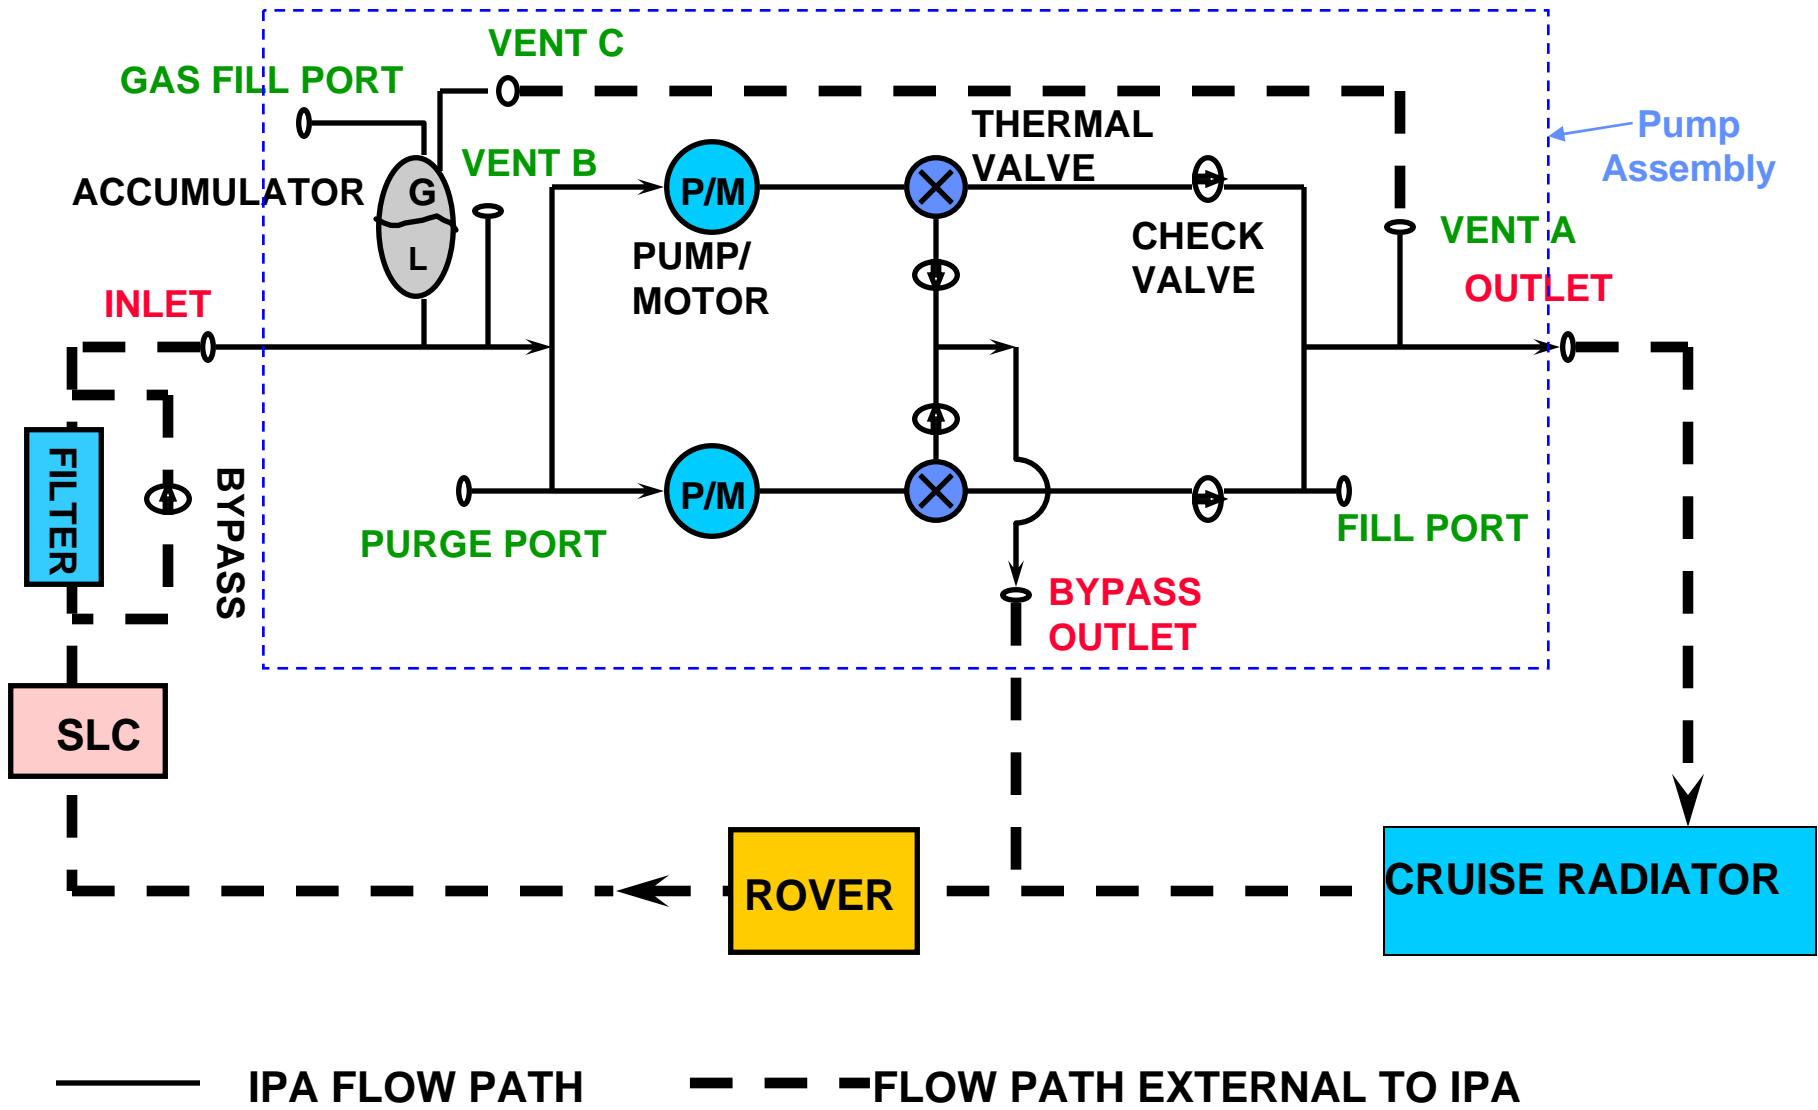 VENT C
GAS FILL PORT
THERMAL
VALVE
Pump
Assembly
VENT B
ACCUMULATOR
G
L
P/M
PUMP/
MOTOR
CHECK
VALVE
VENT A
OUTLET
INLET
FILTER
BYPASS
P/M
PURGE PORT
FILL PORT
BYPASS
OUTLET
SLC
ROVER
CRUISE RADIATOR
IPA FLOW PATH
FLOW PATH EXTERNAL TO IPA